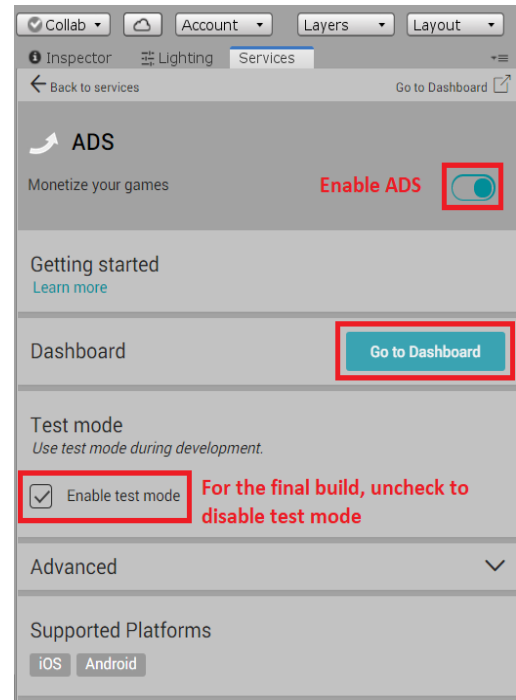 Collab Account Layers Layout
Inspector Lighting Services
Back to services Go to Dashboard
ADS
Monetize your games Enable ADS
Getting started
Learn more
Dashboard Go to Dashboard
Test mode
Use test mode during development.
Enable test mode For the final build, uncheck to
disable test mode
Advanced
Supported Platforms
iOS Android